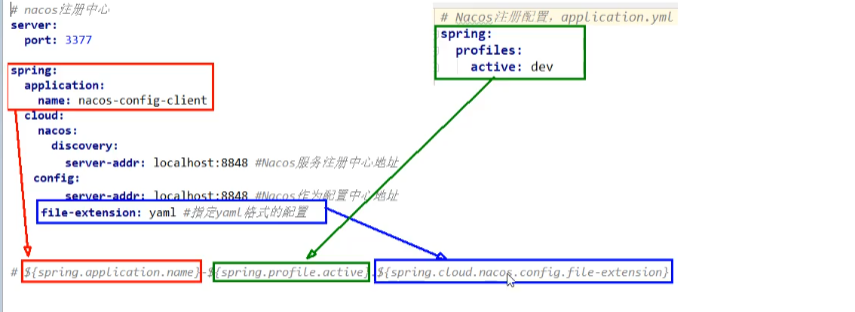 # nacos注册中心
server:
port: 3377
spring:
application:
name: nacos-config-client
cloud:
nacos:
discovery:
server-addr: localhost:8848 #Nacos服务注册中心地址
config:
server-addr: localhost:8848 #Nacos作为配置中心地址
file-extension: yaml #指定yaml格式的配置
# Nacos注册配置，application.yml
spring:
profiles:
active: dev
# ${spring.application.name}-${spring.profile.active}.${spring.cloud.nacos.config.file-extension}